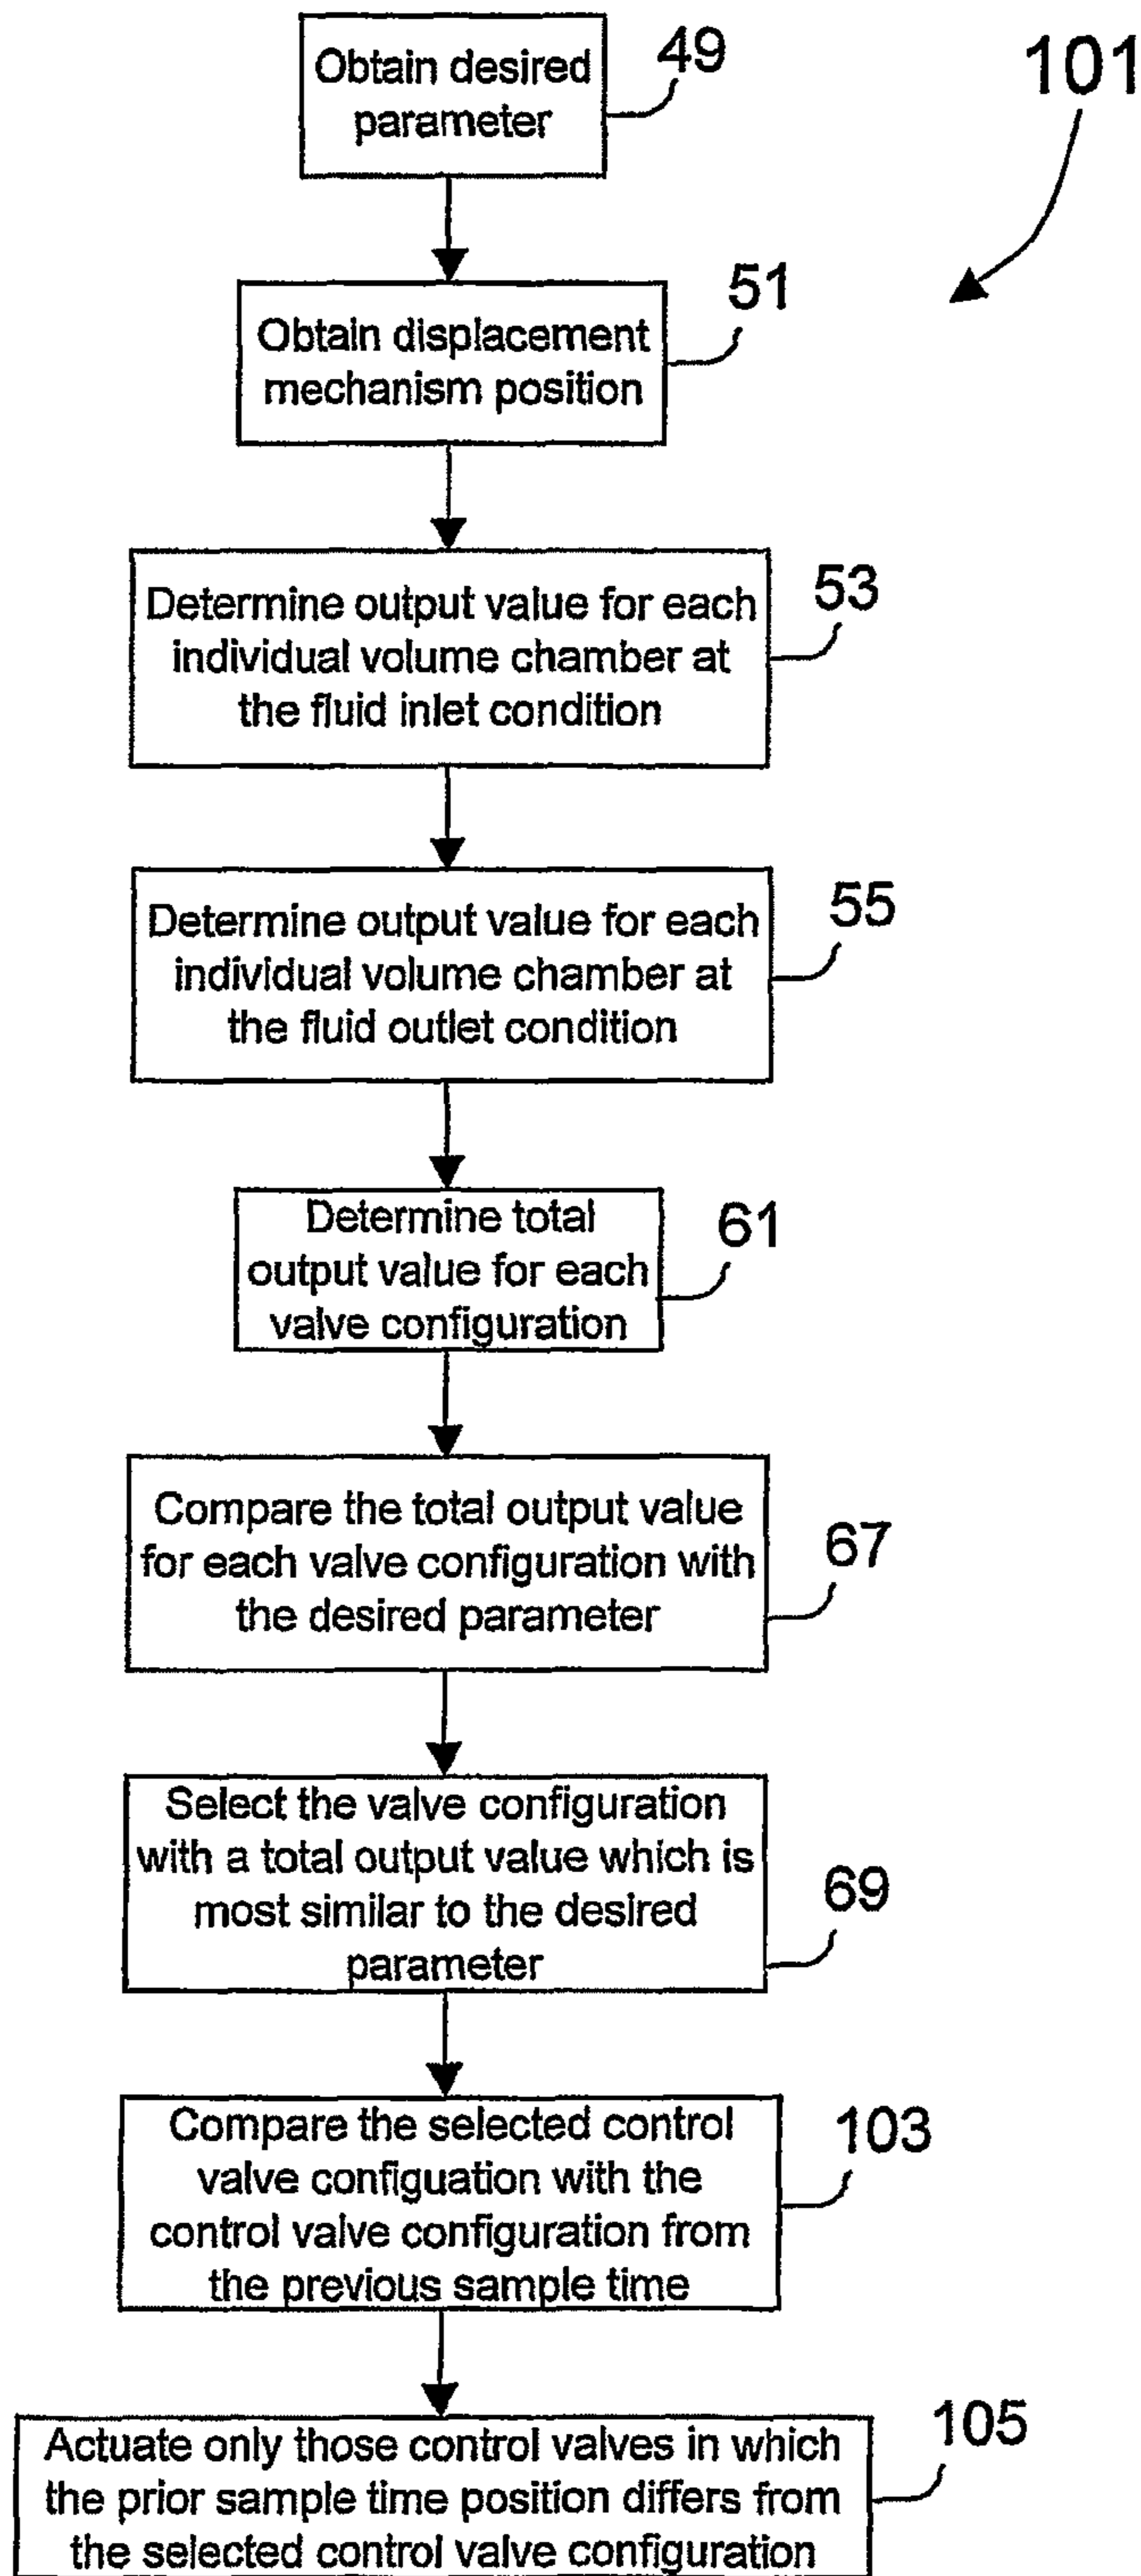 Obtain desired
parameter
49
101
Obtain displacement
mechanism position
51
Determine output value for each
individual volume chamber at
the fluid inlet condition
53
Determine output value for each
individual volume chamber at
the fluid outlet condition
55
Determine total
output value for each
valve configuration
61
Compare the total output value
for each valve configuration with
the desired parameter
67
Select the valve configuration
with a total output value which is
most similar to the desired
parameter
69
Compare the selected control
valve configuation with the
control valve configuration from
the previous sample time
103
Actuate only those control valves in which
the prior sample time position differs from
the selected control valve configuration
105